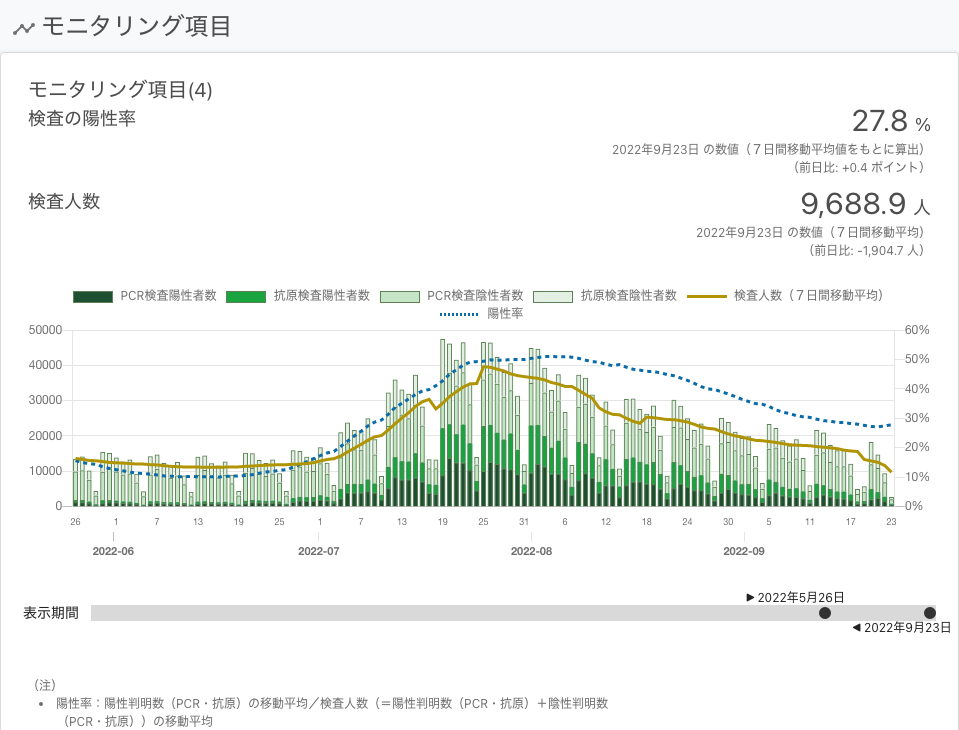 モニタリング項目
モニタリング項目(4)
検査の陽性率
27.8 %
2022年9月23日 の数値（７日間移動平均値をもとに算出）
（前日比: +0.4 ポイント）
検査人数
9,688.9 人
2022年9月23日 の数値（７日間移動平均）
（前日比: -1,904.7 人）
PCR検査陽性者数 抗原検査陽性者数 PCR検査陰性者数 抗原検査陰性者数 検査人数（７日間移動平均）
陽性率
50000 60%
40000 50%
30000 40%
20000 30%
10000 20%
0 10%
0%
26 1 7 13 19 25 1 7 13 19 25 31 6 12 18 24 30 5 11 17 23
2022-06 2022-07 2022-08 2022-09
2022年5月26日
表示期間
2022年9月23日
（注）
• 陽性率：陽性判明数（PCR・抗原）の移動平均／検査人数（＝陽性判明数（PCR・抗原）＋陰性判明数
（PCR・抗原））の移動平均